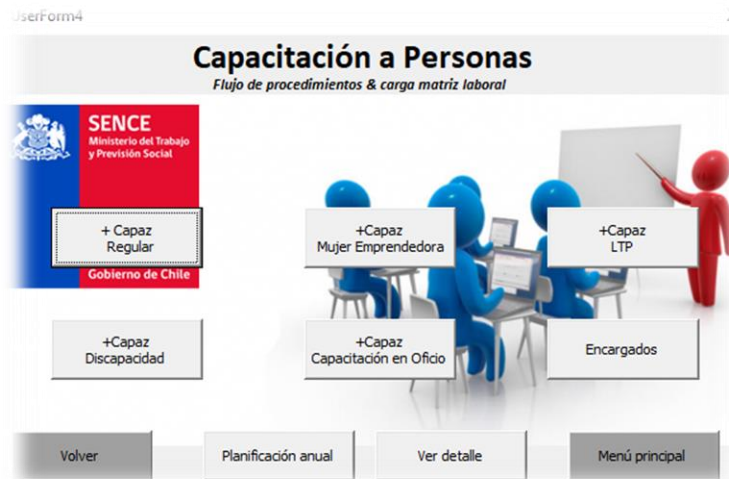 UserForm4
Capacitación a Personas
Flujo de procedimientos & carga matriz laboral
SENCE
Ministerio del Trabajo
y Previsión Social
+ Capaz
Regular
+Capaz
Mujer Emprendedora
+Capaz
LTP
Gobierno de Chile
+Capaz
Discapacidad
+Capaz
Capacitación en Oficio
Encargados
Volver
Planificación anual
Ver detalle
Menú principal